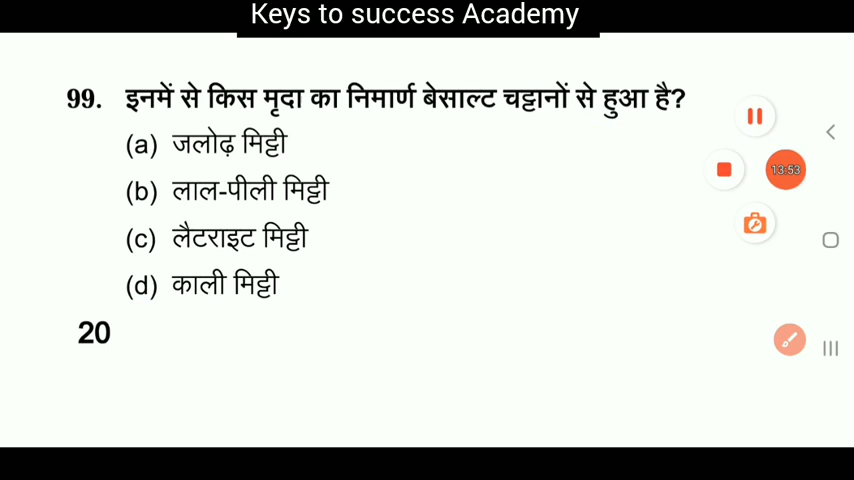 Keys to success Academy
99. इनमें से किस मृदा का निमार्ण बेसाल्ट चट्टानों से हुआ है?
(a) जलोढ़ मिट्टी
(b) लाल-पीली मिट्टी
(c) लैटराइट मिट्टी
(d) काली मिट्टी
20
13:53